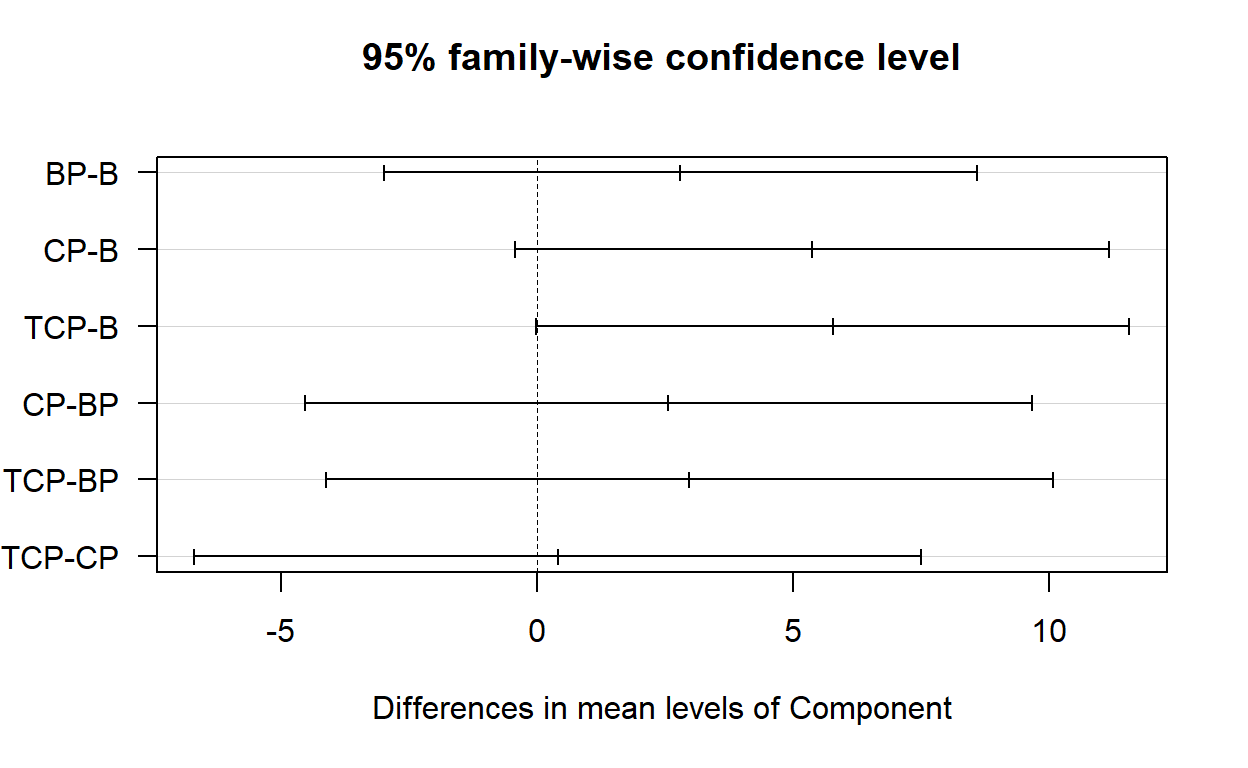 95% family-wise confidence level
BP-B
CP-B
TCP-B
CP-BP
TCP-BP
TCP-CP
-5 0 5 10
Differences in mean levels of Component